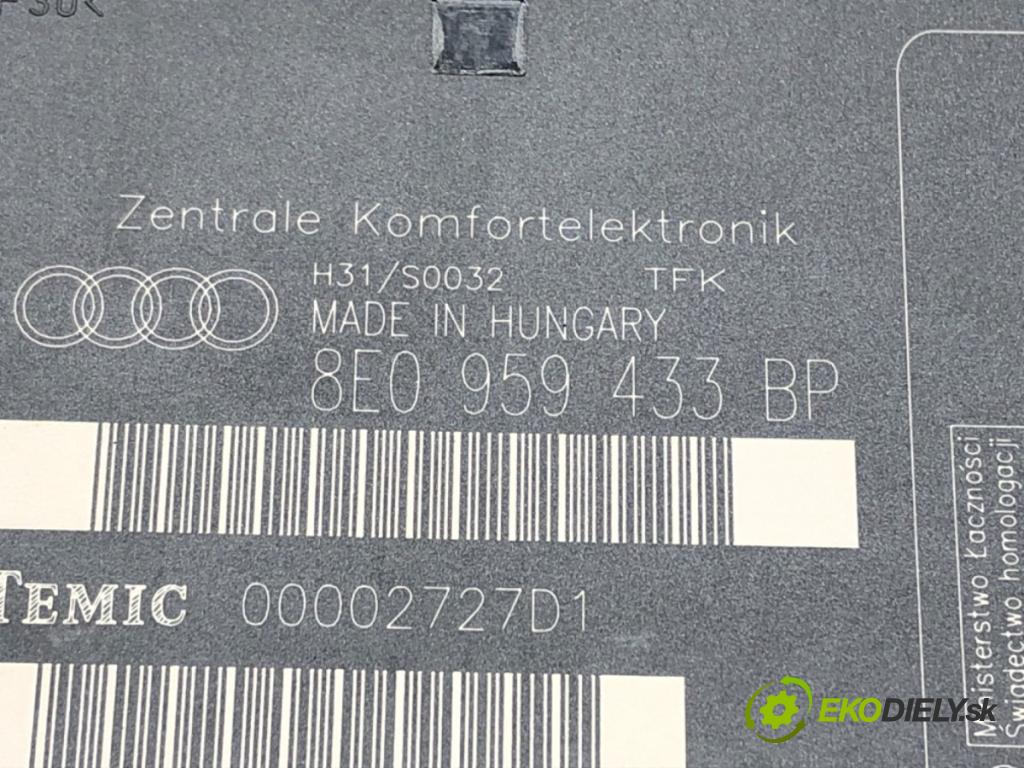 Zentrale Komfortelektronik
H31/S0032 TFK
MADE IN HUNGARY
8E0 959 433 BP
TEMIC 00002727D1
Ministerstwo Łączności
Świadectwo homologacji
EKODIELY.sk